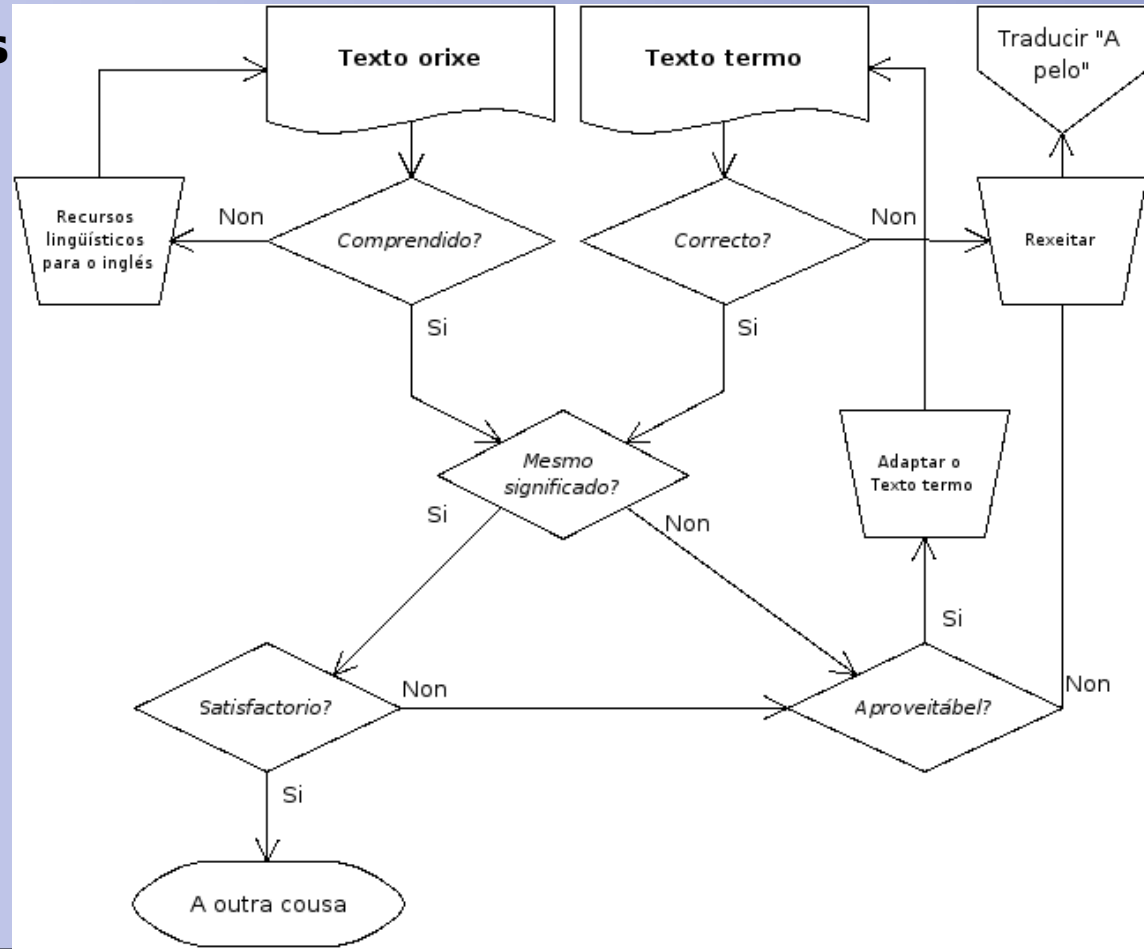 s
Texto orixe
Texto termo
Traducir "A
pelo"
Recursos
lingüísticos
para o inglés
Non
Comprendido?
Correcto?
Non
Rexeitar
Si
Si
Mesmo
significado?
Adaptar o
Texto termo
Si
Non
Si
Satisfactorio?
Non
Aproveitábel?
Non
Si
A outra cousa